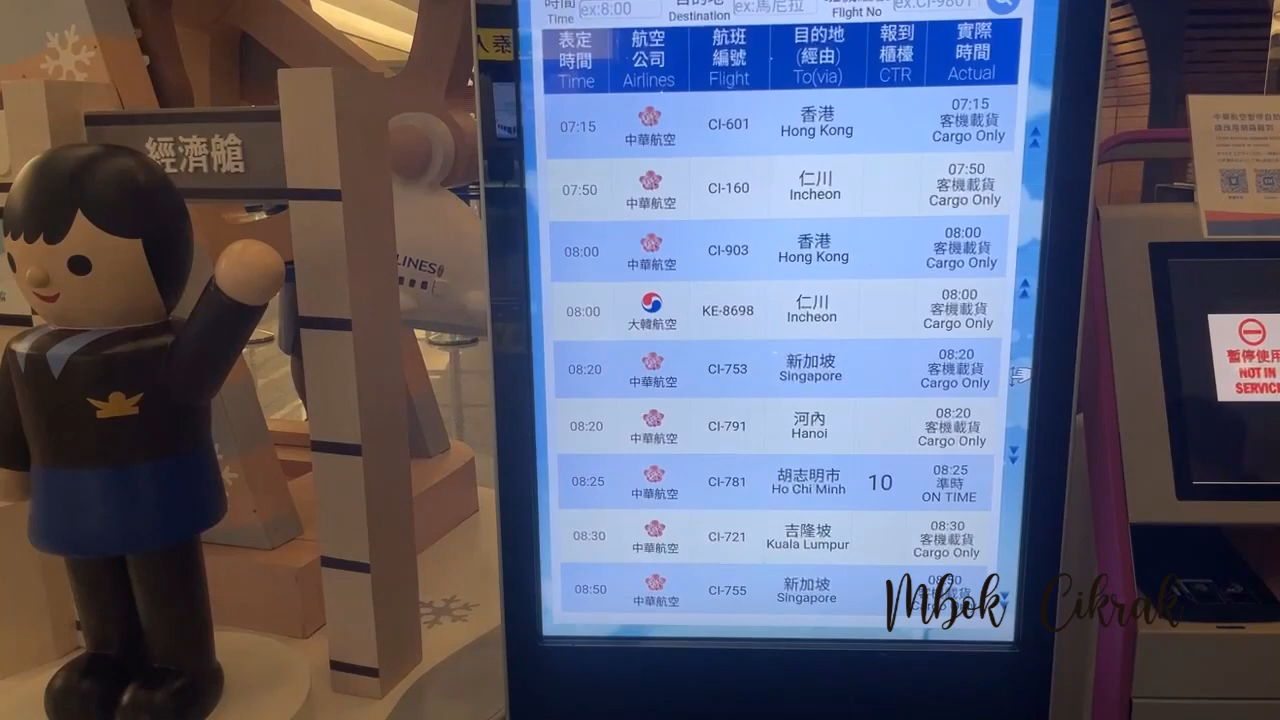 時間 Time ex:8:00 目的地 Destination ex:馬尼拉 Flight No ex:CI-9801
表定時間 Time 航空公司 Airlines 航班編號 Flight 目的地(經由) To(via) 報到櫃檯 CTR 實際時間 Actual
07:15 中華航空 CI-601 香港 Hong Kong 07:15 客機載貨 Cargo Only
07:50 中華航空 CI-160 仁川 Incheon 07:50 客機載貨 Cargo Only
08:00 中華航空 CI-903 香港 Hong Kong 08:00 客機載貨 Cargo Only
08:00 大韓航空 KE-8698 仁川 Incheon 08:00 客機載貨 Cargo Only
08:20 中華航空 CI-753 新加坡 Singapore 08:20 客機載貨 Cargo Only
08:20 中華航空 CI-791 河內 Hanoi 08:20 客機載貨 Cargo Only
08:25 中華航空 CI-781 胡志明市 Ho Chi Minh 10 08:25 準時 ON TIME
08:30 中華航空 CI-721 吉隆坡 Kuala Lumpur 08:30 客機載貨 Cargo Only
08:50 中華航空 CI-755 新加坡 Singapore 08:50
Mbok Cikrak
經濟艙
LINES
暫停使用
NOT IN
SERVICE